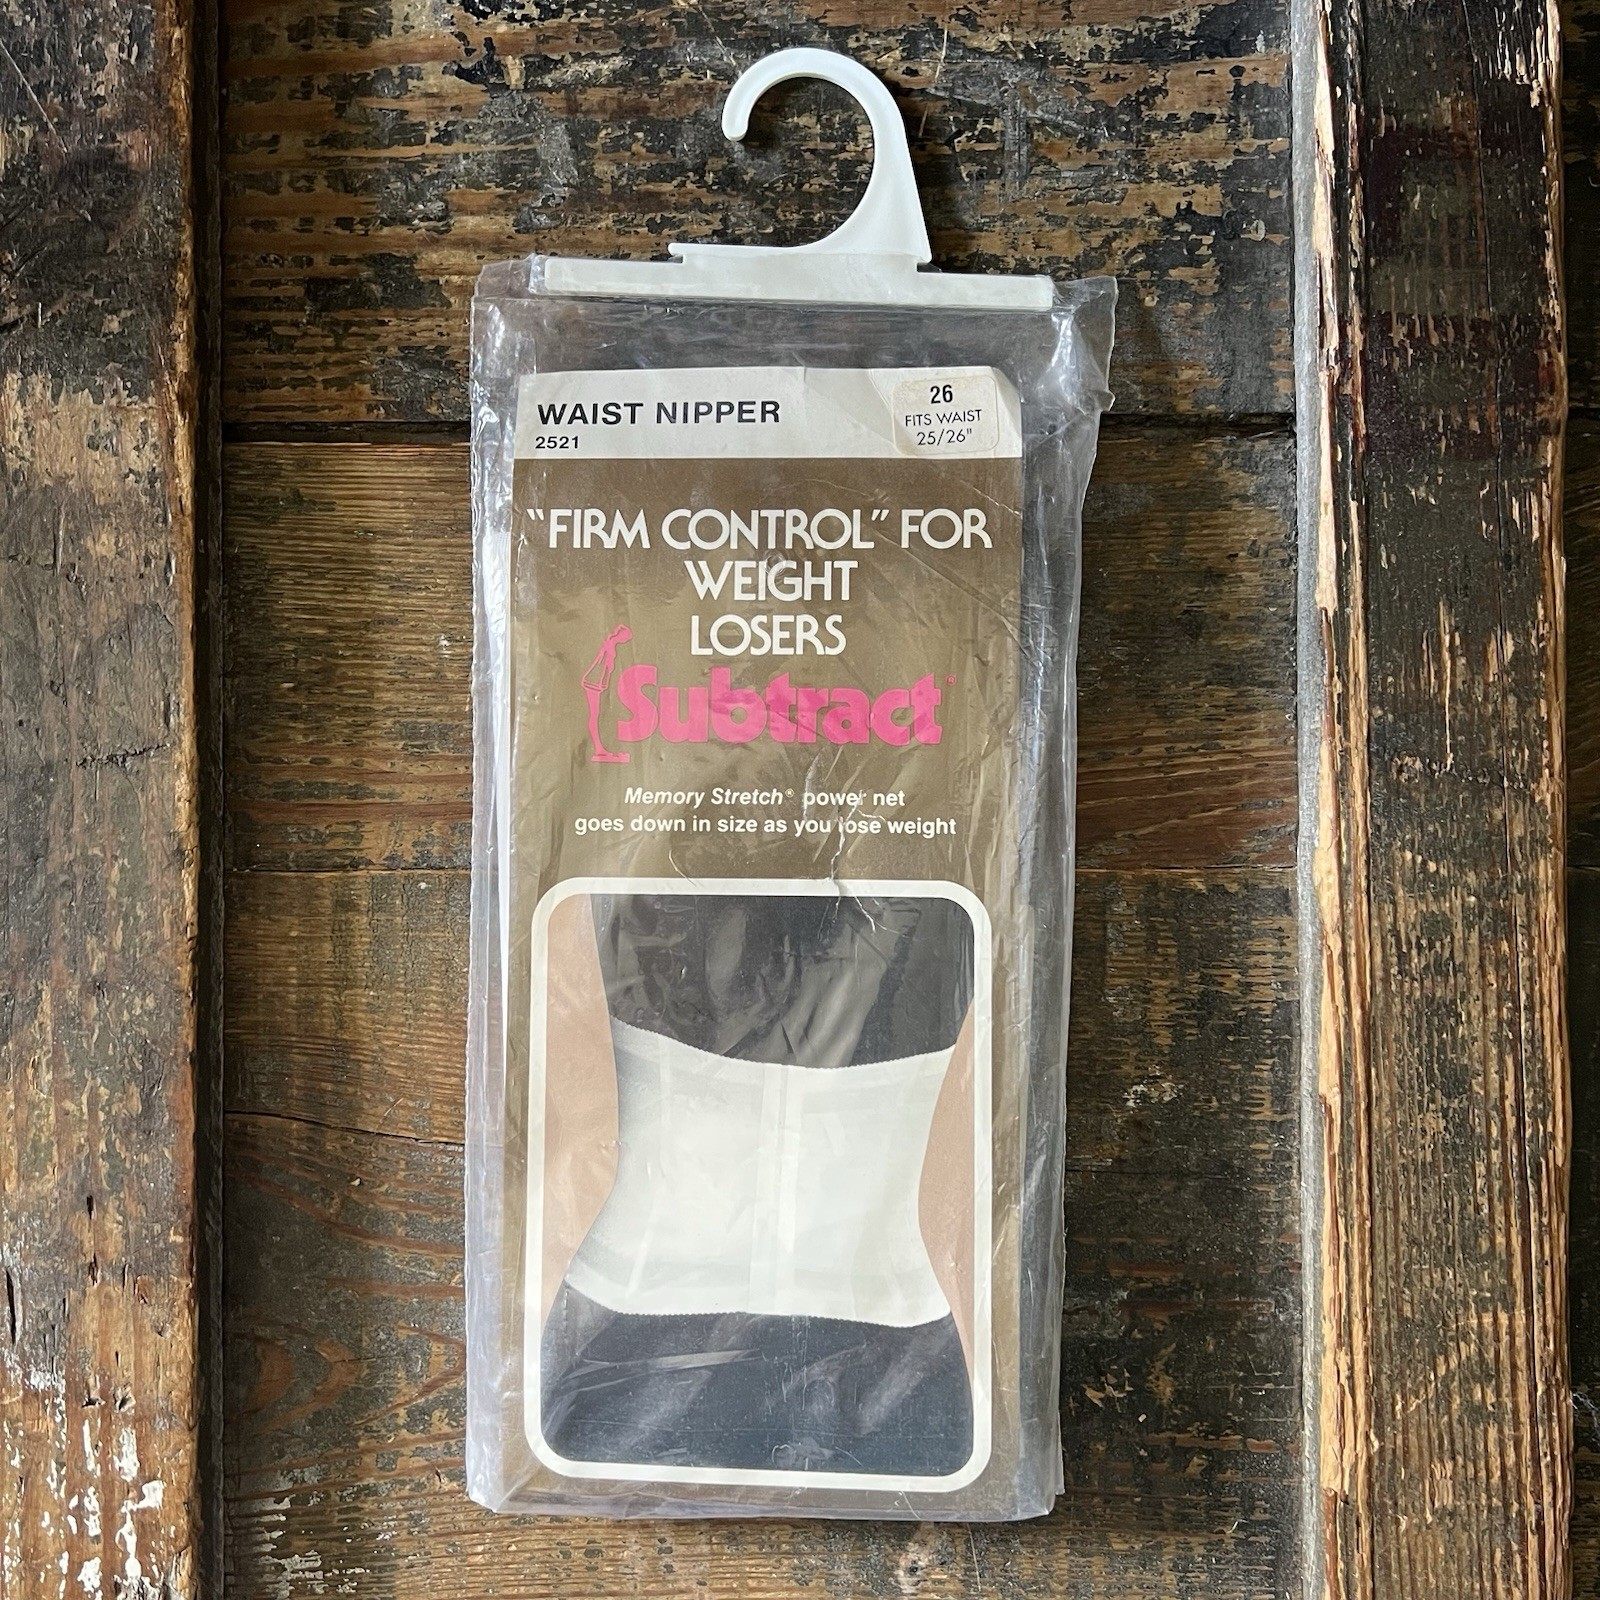 WAIST NIPPER
2521
26
FITS WAIST
25/26"
“FIRM CONTROL” FOR
WEIGHT
LOSERS
Subtract®
Memory Stretch® power net
goes down in size as you lose weight